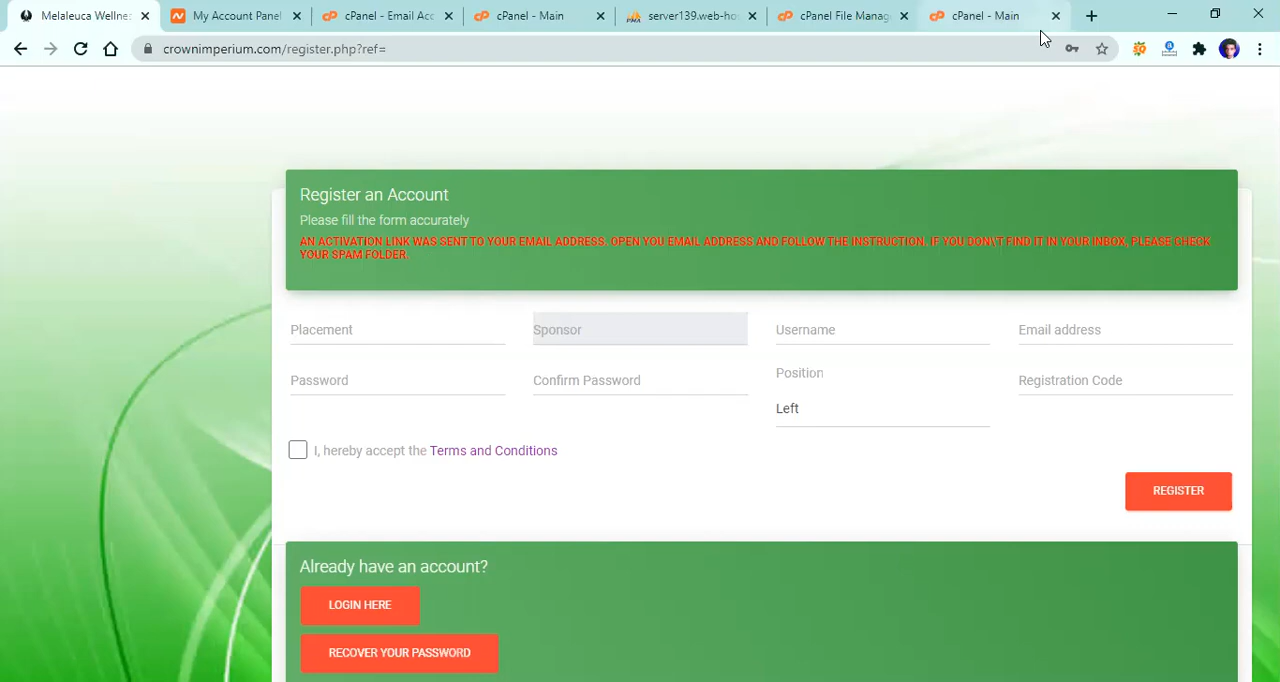 Melaleuca Wellne
My Account Panel
cPanel - Email Acc
cPanel - Main
server139.web-ho
cPanel File Manag
cPanel - Main
crownimperium.com/register.php?ref=
Register an Account
Please fill the form accurately
AN ACTIVATION LINK WAS SENT TO YOUR EMAIL ADDRESS. OPEN YOU EMAIL ADDRESS AND FOLLOW THE INSTRUCTION. IF YOU DON\'T FIND IT IN YOUR INBOX, PLEASE CHECK
YOUR SPAM FOLDER.
Placement Sponsor Username Email address
Password Confirm Password Position Registration Code
Left
I, hereby accept the Terms and Conditions
REGISTER
Already have an account?
LOGIN HERE
RECOVER YOUR PASSWORD